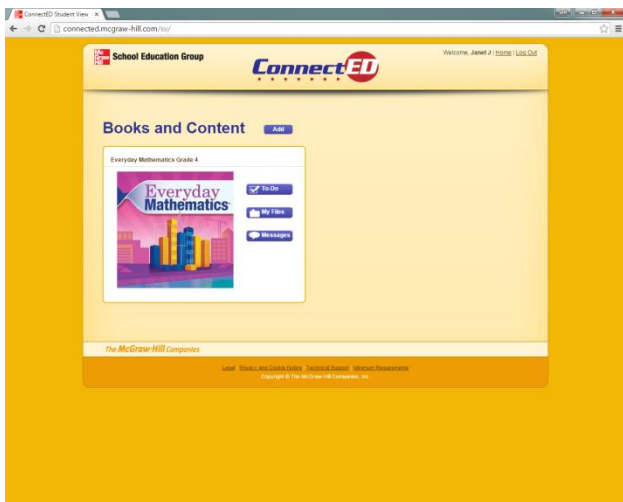 ConnectED Student View
connected.mcgraw-hill.com/sv/
School Education Group
ConnectED
Welcome, Janet J | Home | Log Out
Books and Content
Add
Everyday Mathematics Grade 4
Everyday
Mathematics
To-Do
My Files
Messages
The McGraw-Hill Companies
Legal | Privacy and Cookie Notice | Technical Support | Minimum Requirements
Copyright © The McGraw-Hill Companies, Inc.